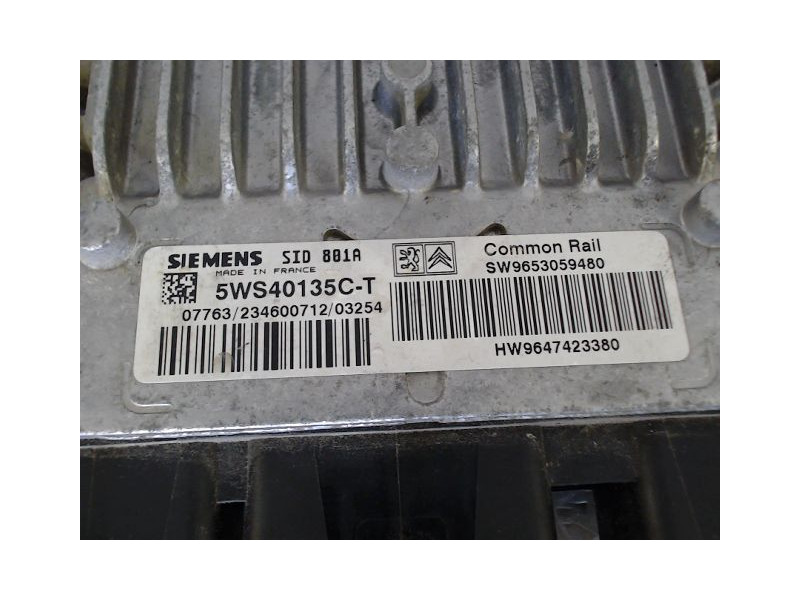 SIEMENS SID 801A
MADE IN FRANCE
5WS40135C-T
07763/234600712/03254
Common Rail
SW9653059480
HW9647423380